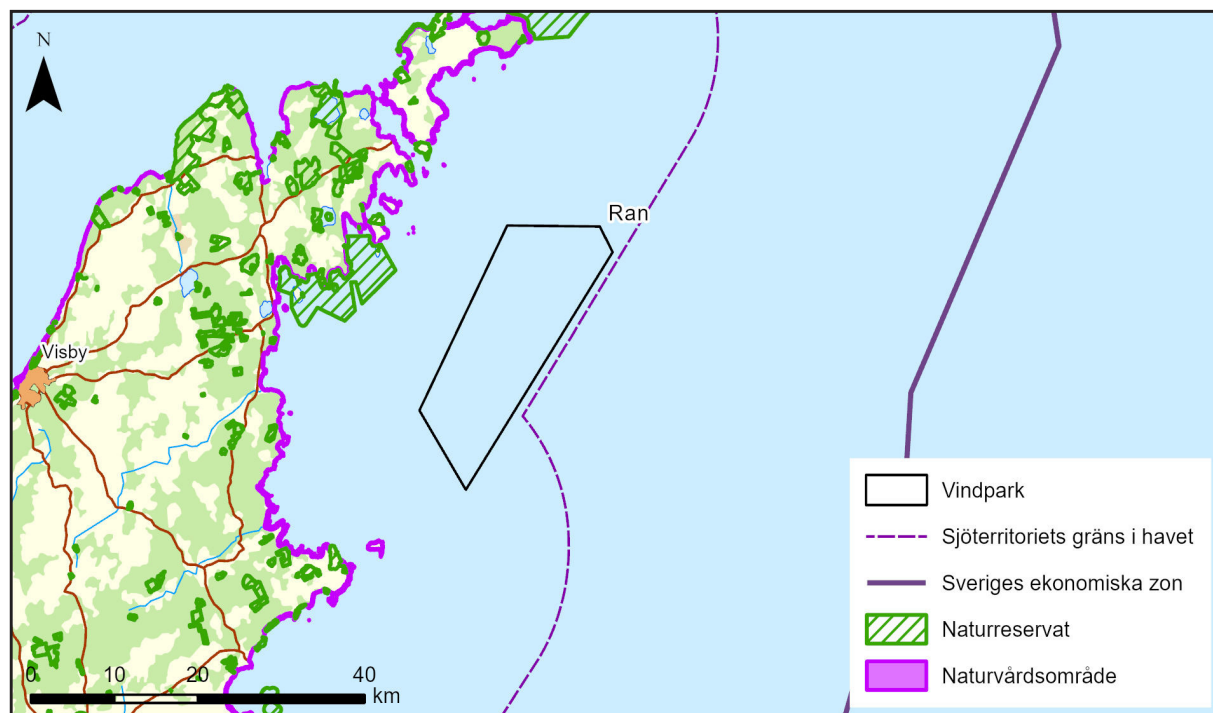 N
Ran
Visby
Vindpark
Sjöterritoriets gräns i havet
Sveriges ekonomiska zon
Naturreservat
Naturvårdsområde
0 10 20 40
km